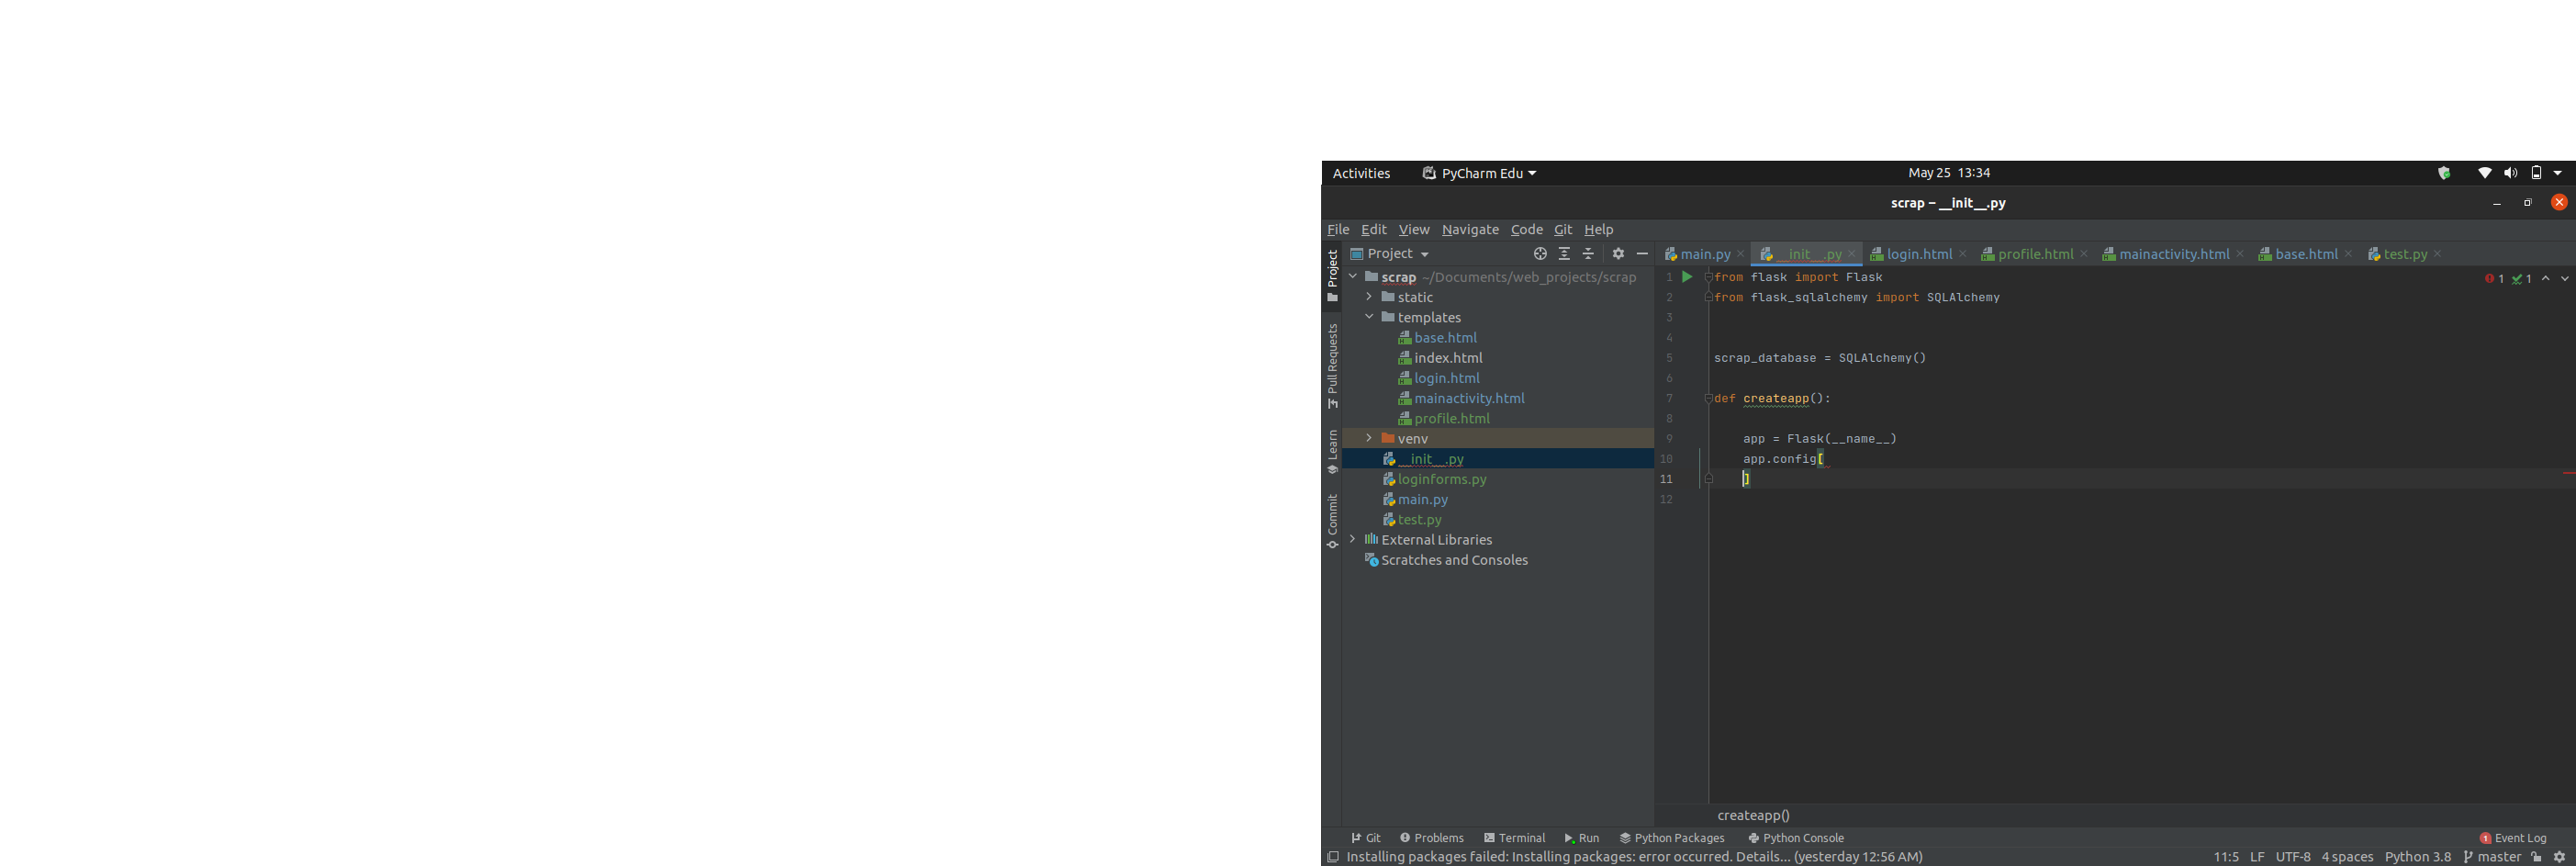 Activities PyCharm Edu May 25 13:34
scrap – __init__.py
File Edit View Navigate Code Git Help
Project main.py __init__.py login.html profile.html mainactivity.html base.html test.py
Project
Pull Requests
Learn
Commit
scrap ~/Documents/web_projects/scrap
static
templates
base.html
index.html
login.html
mainactivity.html
profile.html
venv
__init__.py
loginforms.py
main.py
test.py
External Libraries
Scratches and Consoles
1 from flask import Flask 1 1
2 from flask_sqlalchemy import SQLAlchemy
3
4
5 scrap_database = SQLAlchemy()
6
7 def createapp():
8
9 app = Flask(__name__)
10 app.config[
11 ]
12
createapp()
Git Problems Terminal Run Python Packages Python Console 1 Event Log
Installing packages failed: Installing packages: error occurred. Details... (yesterday 12:56 AM) 11:5 LF UTF-8 4 spaces Python 3.8 master